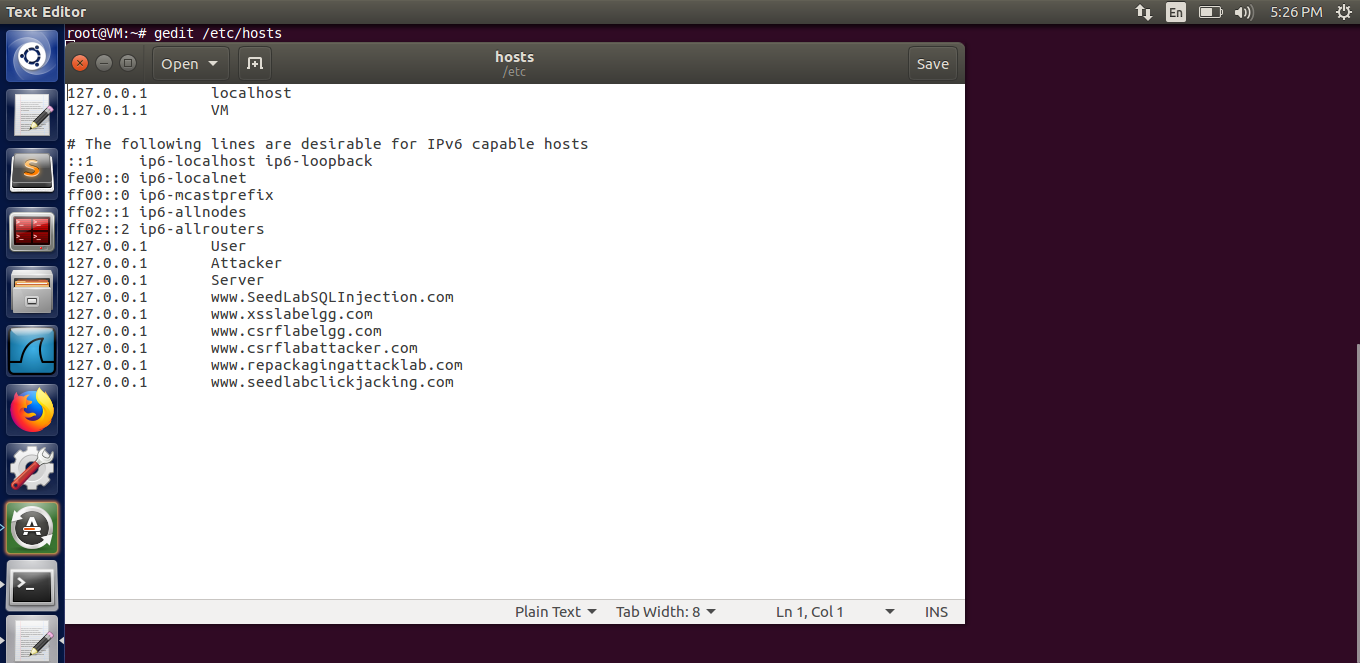 Text Editor
En
5:26 PM
root@VM:~# gedit /etc/hosts
Open
hosts
/etc
Save
127.0.0.1	localhost
127.0.1.1	VM
# The following lines are desirable for IPv6 capable hosts
::1     ip6-localhost ip6-loopback
fe00::0 ip6-localnet
ff00::0 ip6-mcastprefix
ff02::1 ip6-allnodes
ff02::2 ip6-allrouters
127.0.0.1	User
127.0.0.1	Attacker
127.0.0.1	Server
127.0.0.1	www.SeedLabSQLInjection.com
127.0.0.1	www.xsslabelgg.com
127.0.0.1	www.csrflabelgg.com
127.0.0.1	www.csrflabattacker.com
127.0.0.1	www.repackagingattacklab.com
127.0.0.1	www.seedlabclickjacking.com
Plain Text
Tab Width: 8
Ln 1, Col 1
INS